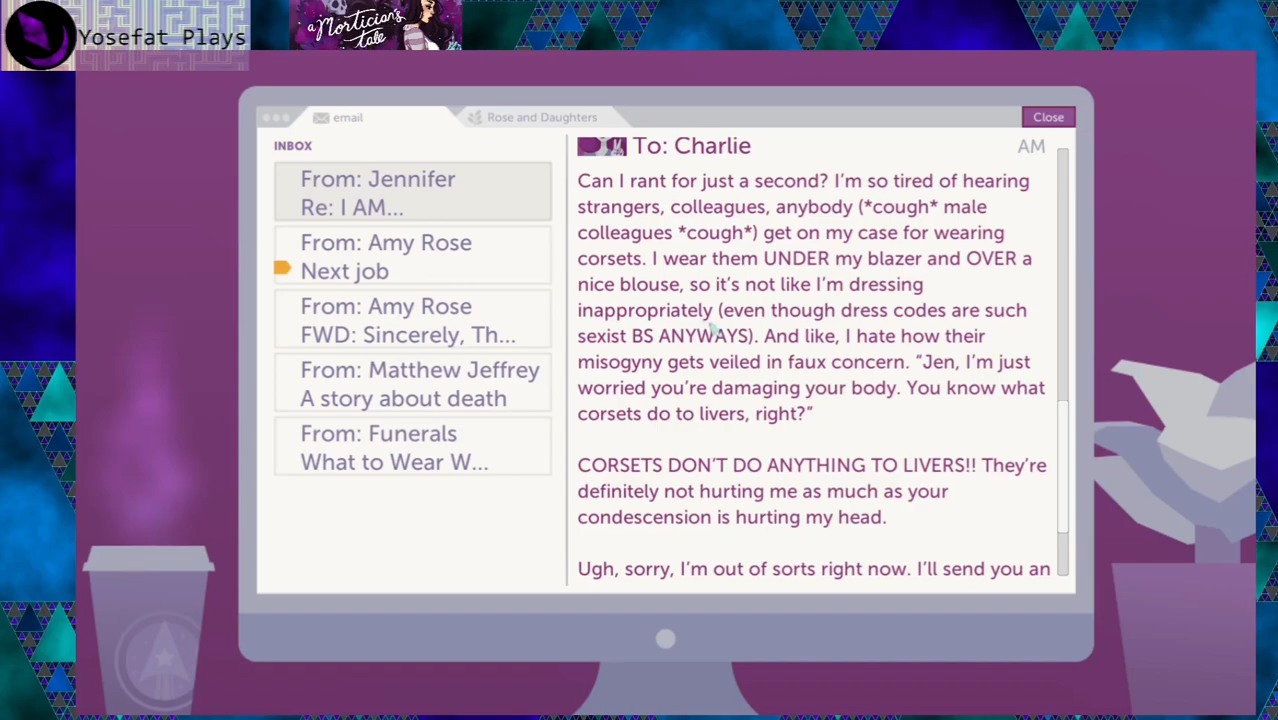 Yosefat Plays
a Mortician's
tale
email
Rose and Daughters
Close
INBOX
From: Jennifer
Re: I AM...
From: Amy Rose
Next job
From: Amy Rose
FWD: Sincerely, Th...
From: Matthew Jeffrey
A story about death
From: Funerals
What to Wear W...
To: Charlie
AM
Can I rant for just a second? I'm so tired of hearing
strangers, colleagues, anybody (*cough* male
colleagues *cough*) get on my case for wearing
corsets. I wear them UNDER my blazer and OVER a
nice blouse, so it's not like I'm dressing
inappropriately (even though dress codes are such
sexist BS ANYWAYS). And like, I hate how their
misogyny gets veiled in faux concern. "Jen, I'm just
worried you're damaging your body. You know what
corsets do to livers, right?"
CORSETS DON'T DO ANYTHING TO LIVERS!! They're
definitely not hurting me as much as your
condescension is hurting my head.
Ugh, sorry, I'm out of sorts right now. I'll send you an